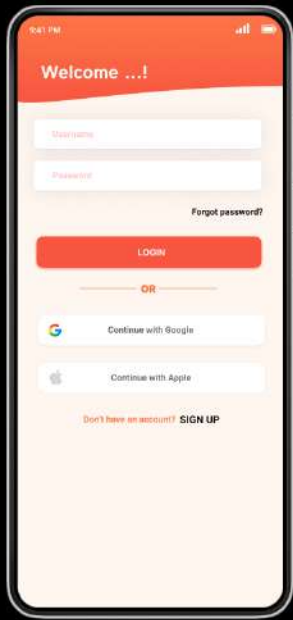 9:41 PM
Welcome ...!
Username
Password
Forgot password?
LOGIN
OR
Continue with Google
Continue with Apple
Don't have an account? SIGN UP